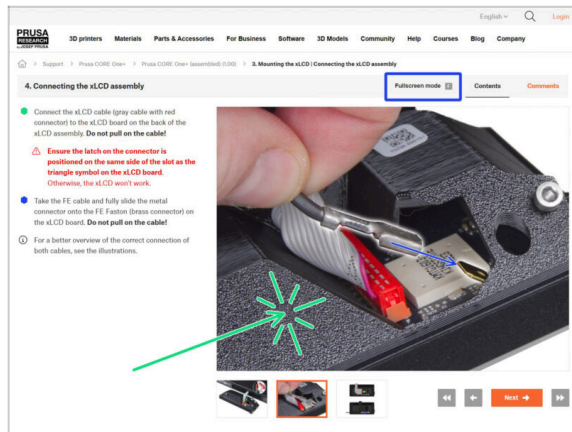 English
Login
PRUSA
RESEARCH
by JOSEF PRUSA
3D printers Materials Parts & Accessories For Business Software 3D Models Community Help Courses Blog Company
Support > Prusa CORE One+ > Prusa CORE One+ (assembled) (1.00) > 3. Mounting the xLCD | Connecting the xLCD assembly
4. Connecting the xLCD assembly
Fullscreen mode F
Contents
Comments
Connect the xLCD cable (gray cable with red
connector) to the xLCD board on the back of the
xLCD assembly. Do not pull on the cable!
Ensure the latch on the connector is
positioned on the same side of the slot as the
triangle symbol on the xLCD board.
Otherwise, the xLCD won't work.
Take the FE cable and fully slide the metal
connector onto the FE Faston (brass connector) on
the xLCD board. Do not pull on the cable!
For a better overview of the correct connection of
both cables, see the illustrations.
Next